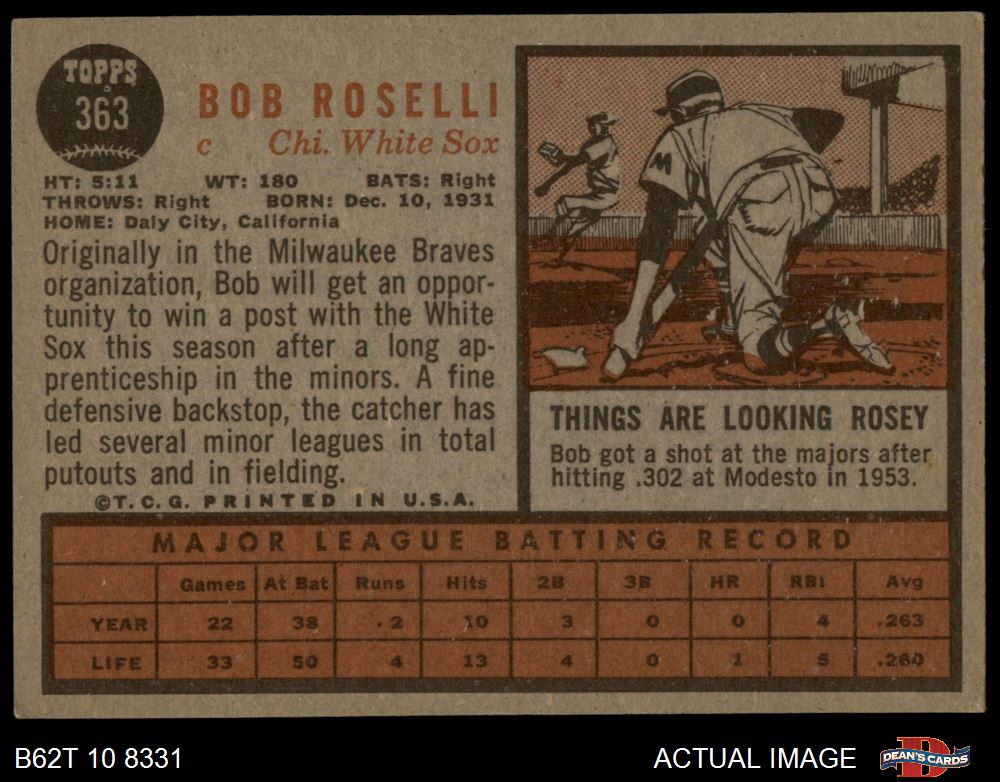 TOPPS
363
BOB ROSELLI
c Chi. White Sox
HT: 5:11 WT: 180 BATS: Right
THROWS: Right BORN: Dec. 10, 1931
HOME: Daly City, California
Originally in the Milwaukee Braves
organization, Bob will get an oppor-
tunity to win a post with the White
Sox this season after a long ap-
prenticeship in the minors. A fine
defensive backstop, the catcher has
led several minor leagues in total
putouts and in fielding.
©T.C.G. PRINTED IN U.S.A.
M
THINGS ARE LOOKING ROSEY
Bob got a shot at the majors after
hitting .302 at Modesto in 1953.
MAJOR LEAGUE BATTING RECORD
Games At Bat Runs Hits 2B 3B HR RBI Avg
YEAR 22 38 2 10 3 0 0 4 .263
LIFE 33 50 4 13 4 0 1 5 .260
B62T 10 8331 ACTUAL IMAGE DEAN'S CARDS